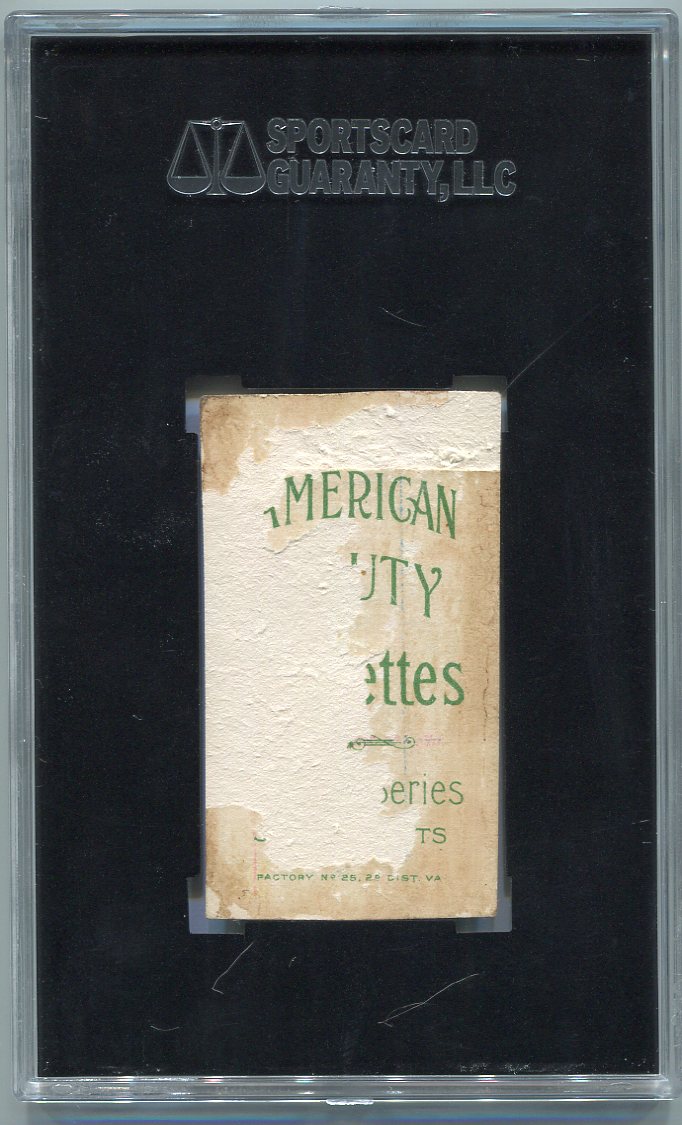 SPORTSCARD
GUARANTY, LLC
MERICAN
UTY
ettes
eries
TS
FACTORY Nº 25, 2D DIST. VA